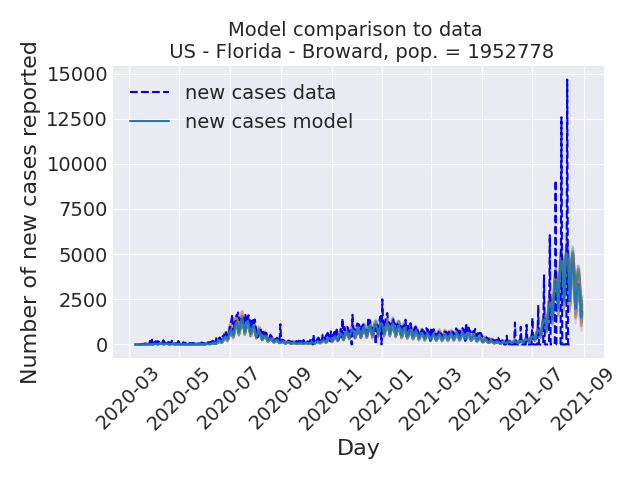 Model comparison to data
US - Florida - Broward, pop. = 1952778
Number of new cases reported
15000
12500
10000
7500
5000
2500
0
new cases data
new cases model
2020-03
2020-05
2020-07
2020-09
2020-11
2021-01
2021-03
2021-05
2021-07
2021-09
Day